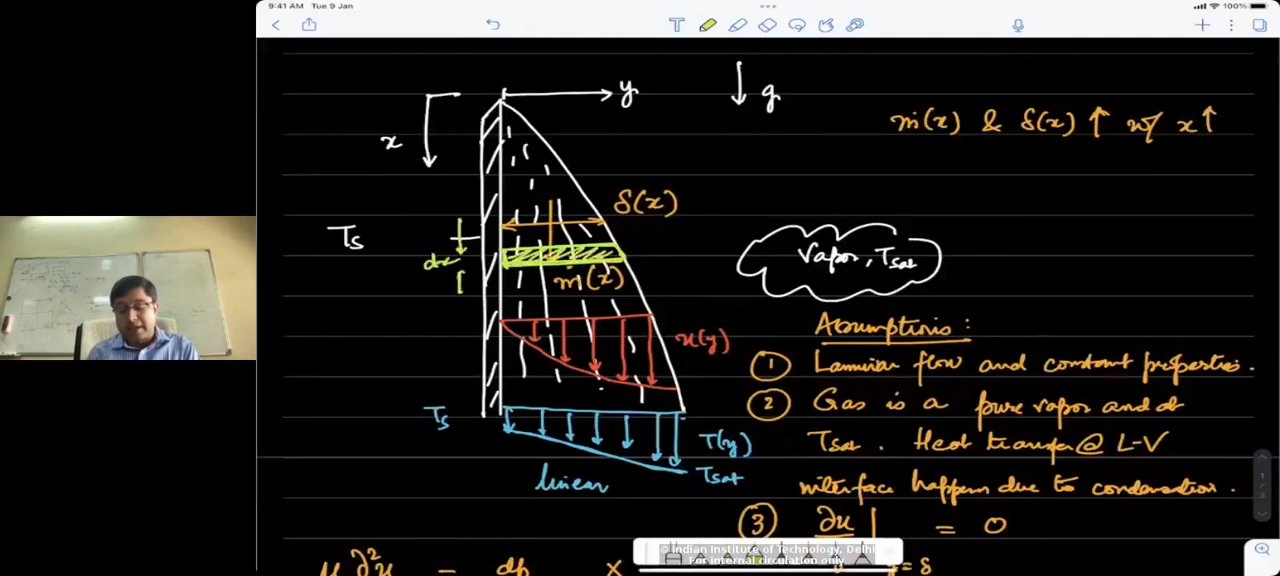 9:41 AM Tue 9 Jan
100%
y
g
x
ṁ(x) & δ(x) ↑ w/ x↑
δ(x)
Ts
dx
ṁ(x)
Vapor, Tsat
Assumptions:
u(y)
① Laminar flow and constant properties.
② Gas is a pure vapor and at
Ts
T(y)
Tsat. Heat transfer @ L-V
Tsat
linear
interface happens due to condensation.
③ ∂u | = 0
y=δ
© Indian Institute of Technology, Delhi
For internal circulation only
μ ∂²u = dp X